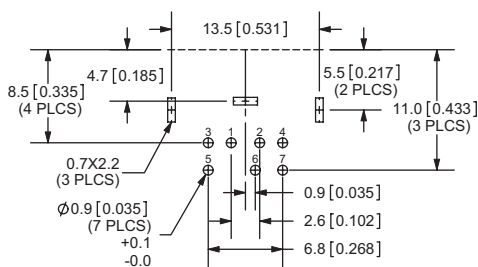 13.5 [0.531]
4.7 [0.185]
5.5 [0.217]
(2 PLCS)
8.5 [0.335]
(4 PLCS)
11.0 [0.433]
(3 PLCS)
3 1 2 4
0.7X2.2
(3 PLCS)
5 6 7
0.9 [0.035]
Ø0.9 [0.035]
(7 PLCS)
+0.1
-0.0
2.6 [0.102]
6.8 [0.268]